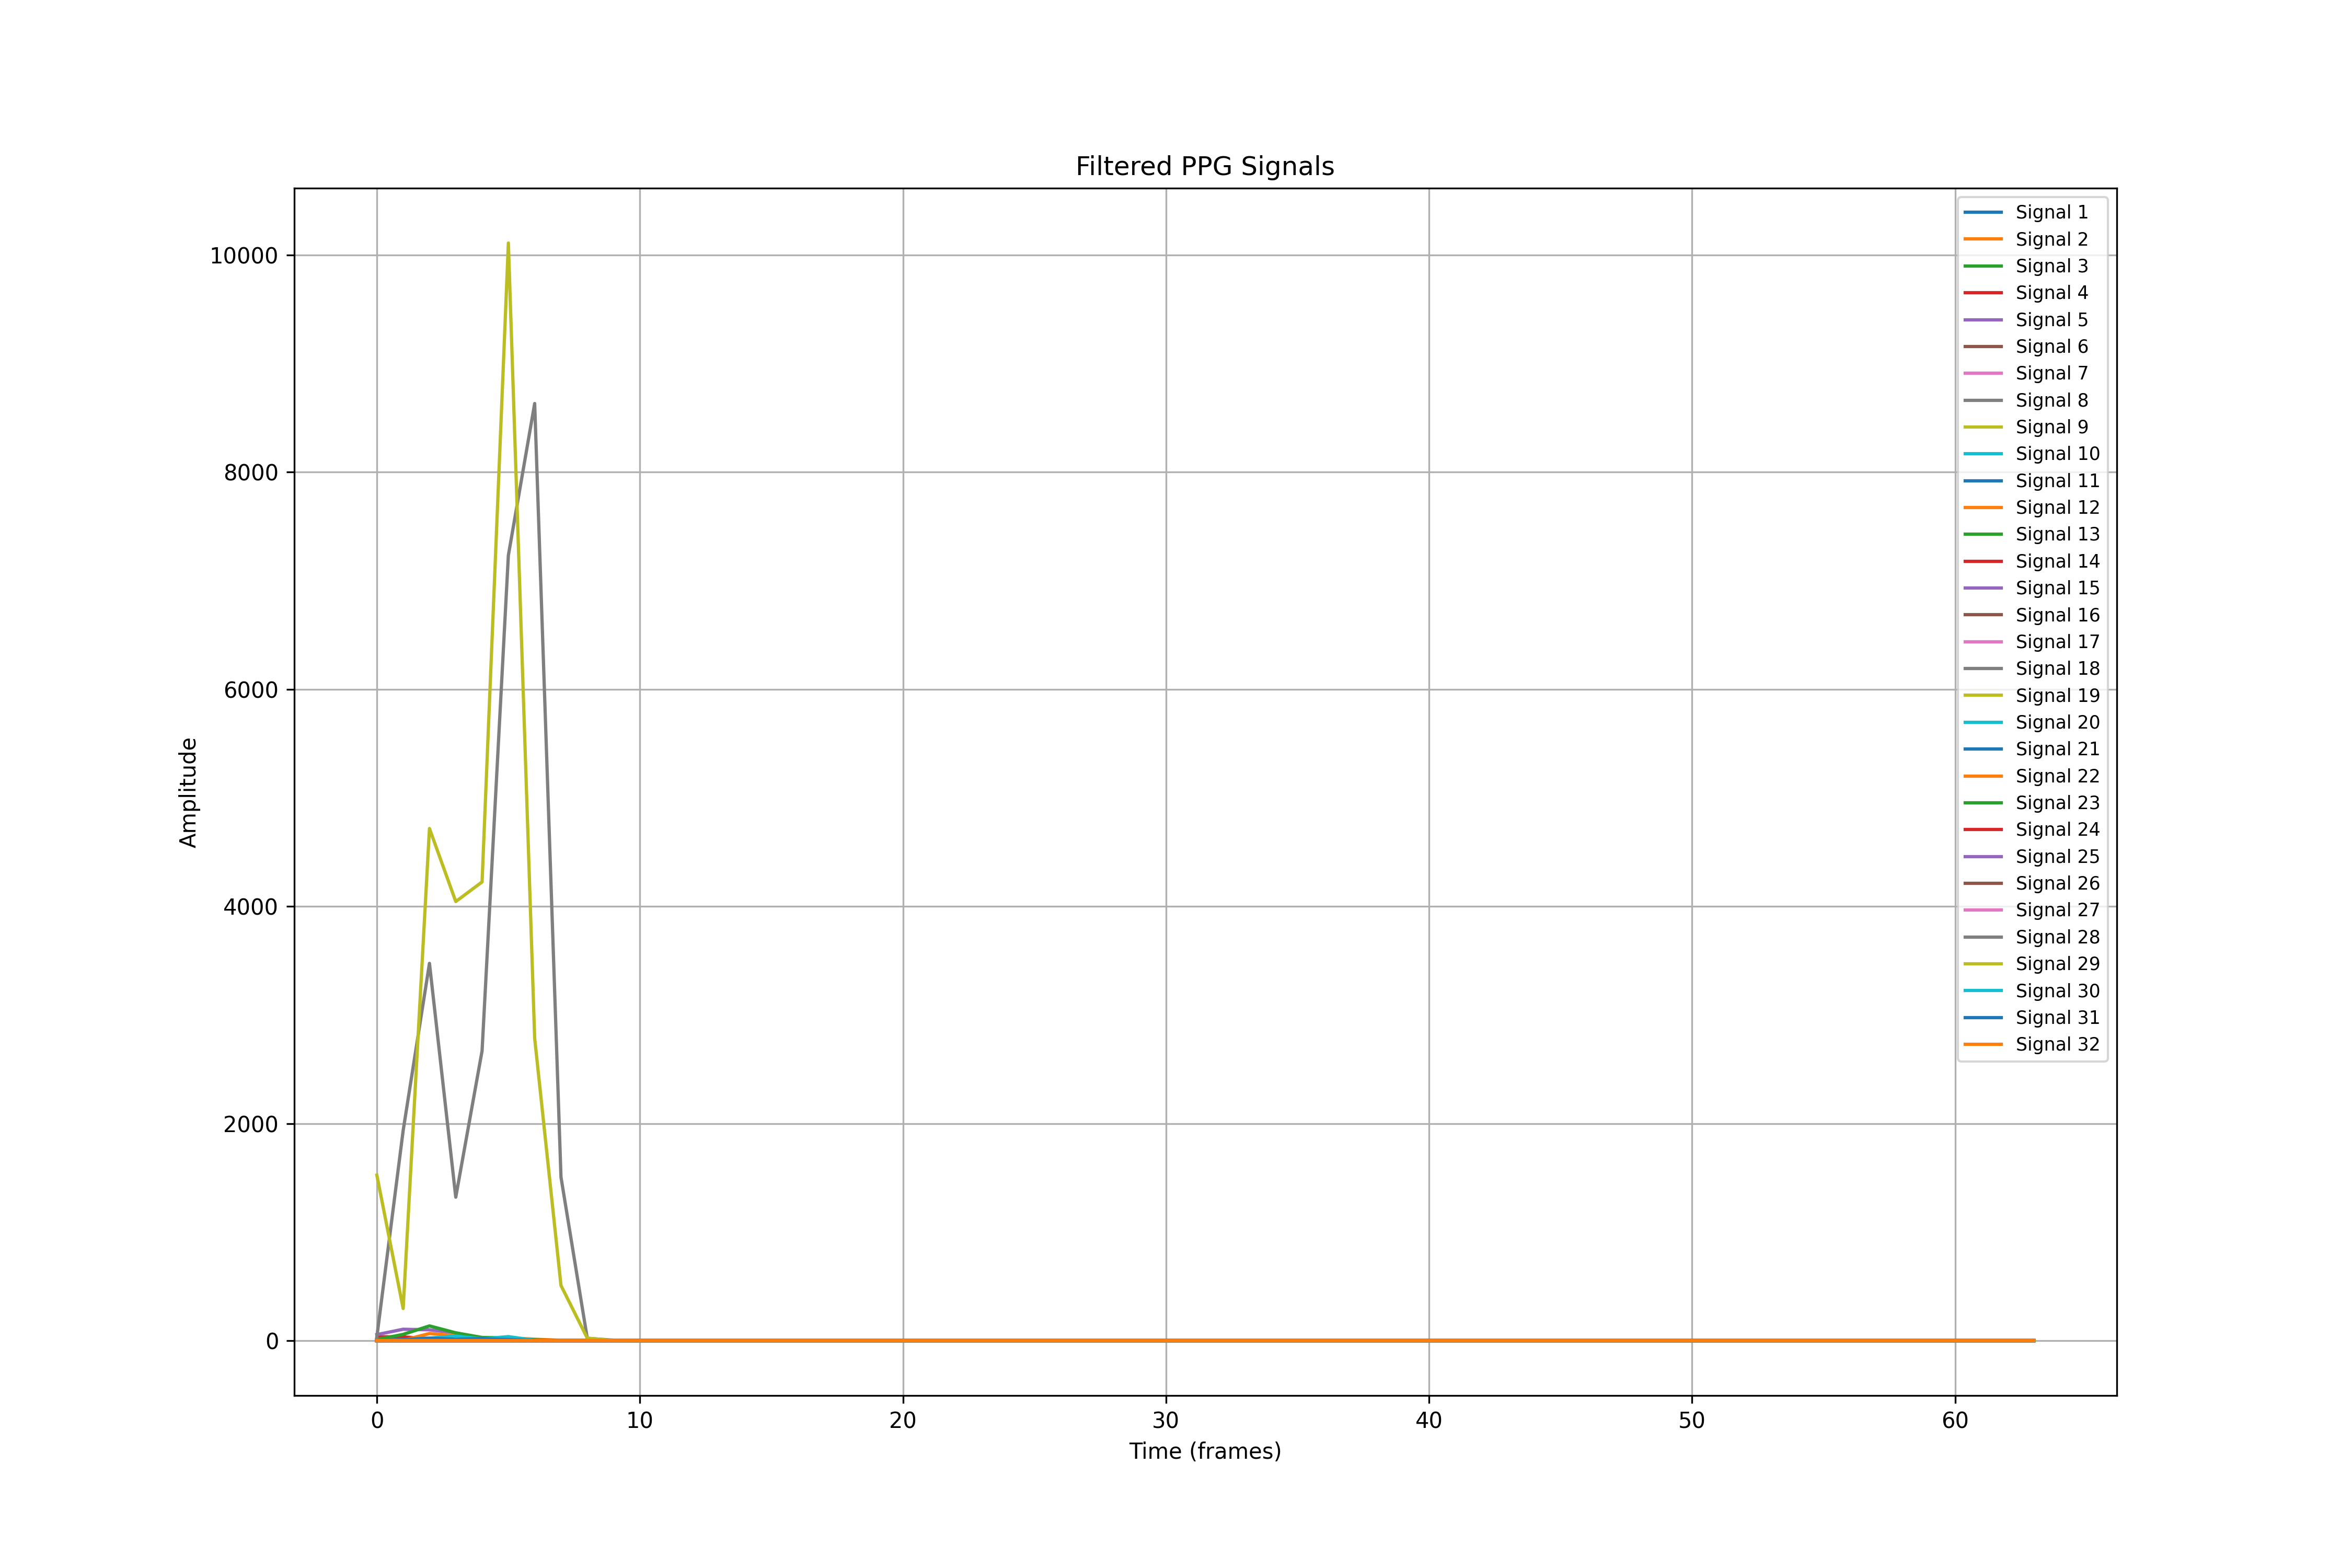 Filtered PPG Signals
10000
8000
6000
4000
2000
0
Amplitude
0 10 20 30 40 50 60
Time (frames)
Signal 1
Signal 2
Signal 3
Signal 4
Signal 5
Signal 6
Signal 7
Signal 8
Signal 9
Signal 10
Signal 11
Signal 12
Signal 13
Signal 14
Signal 15
Signal 16
Signal 17
Signal 18
Signal 19
Signal 20
Signal 21
Signal 22
Signal 23
Signal 24
Signal 25
Signal 26
Signal 27
Signal 28
Signal 29
Signal 30
Signal 31
Signal 32